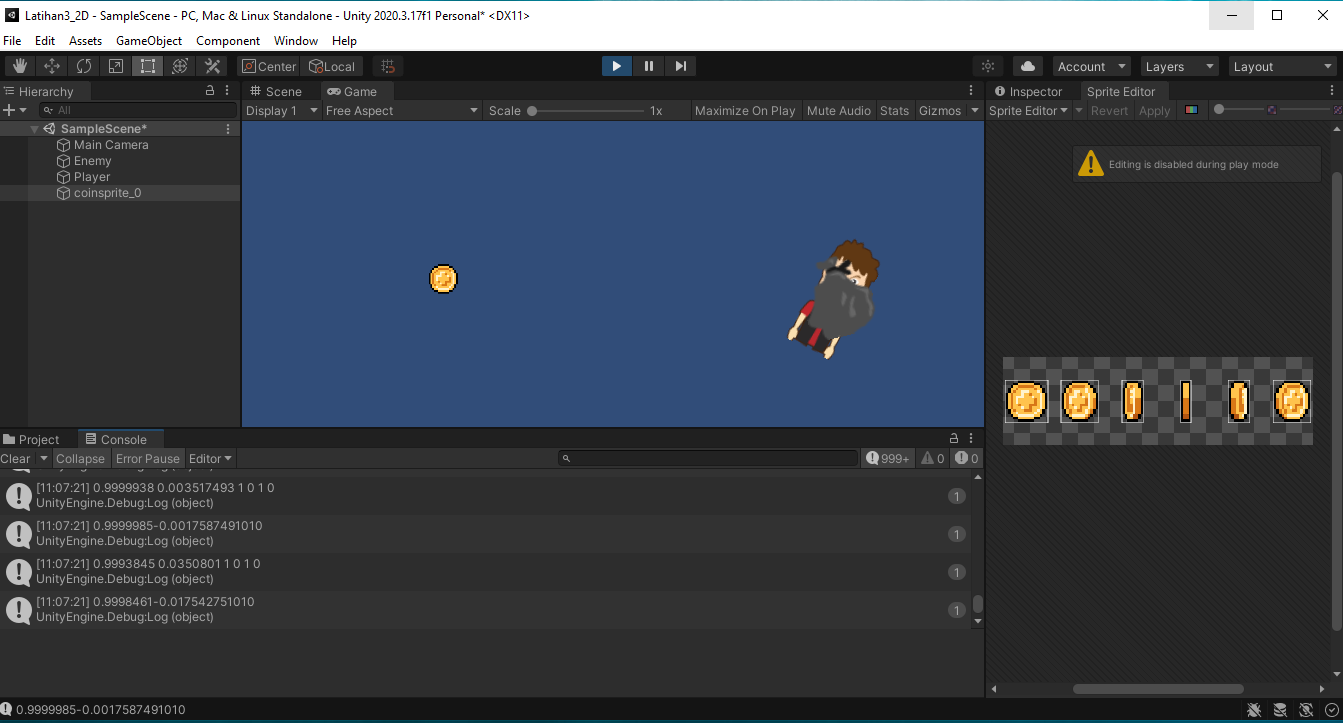 Latihan3_2D - SampleScene - PC, Mac & Linux Standalone - Unity 2020.3.17f1 Personal* <DX11>
File Edit Assets GameObject Component Window Help
Center Local Account Layers Layout
Hierarchy Scene Game Inspector Sprite Editor
All Display 1 Free Aspect Scale 1x Maximize On Play Mute Audio Stats Gizmos Sprite Editor Revert Apply
SampleScene*
Main Camera
Enemy
Player
coinsprite_0
Editing is disabled during play mode
Project Console
Clear Collapse Error Pause Editor 999+ 0 0
[11:07:21] 0.9999938 0.003517493 1 0 1 0
UnityEngine.Debug:Log (object)
1
[11:07:21] 0.9999985-0.0017587491010
UnityEngine.Debug:Log (object)
1
[11:07:21] 0.9993845 0.0350801 1 0 1 0
UnityEngine.Debug:Log (object)
1
[11:07:21] 0.9998461-0.017542751010
UnityEngine.Debug:Log (object)
1
0.9999985-0.0017587491010